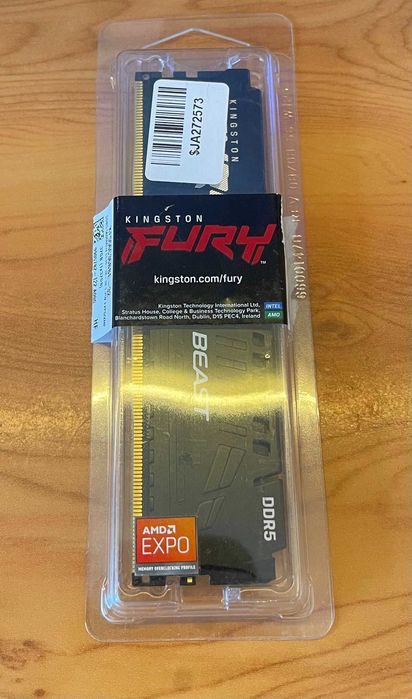 $JA272573
KINGSTON
KINGSTON
FURY
kingston.com/fury
Kingston Technology International Ltd,
Stratus House, College & Business Technology Park,
Blanchardstown Road North, Dublin, D15 PEC4, Ireland
INTEL
AMD
BEAST
DDR5
AMD
EXPO
MEMORY OVERCLOCKING PROFILE